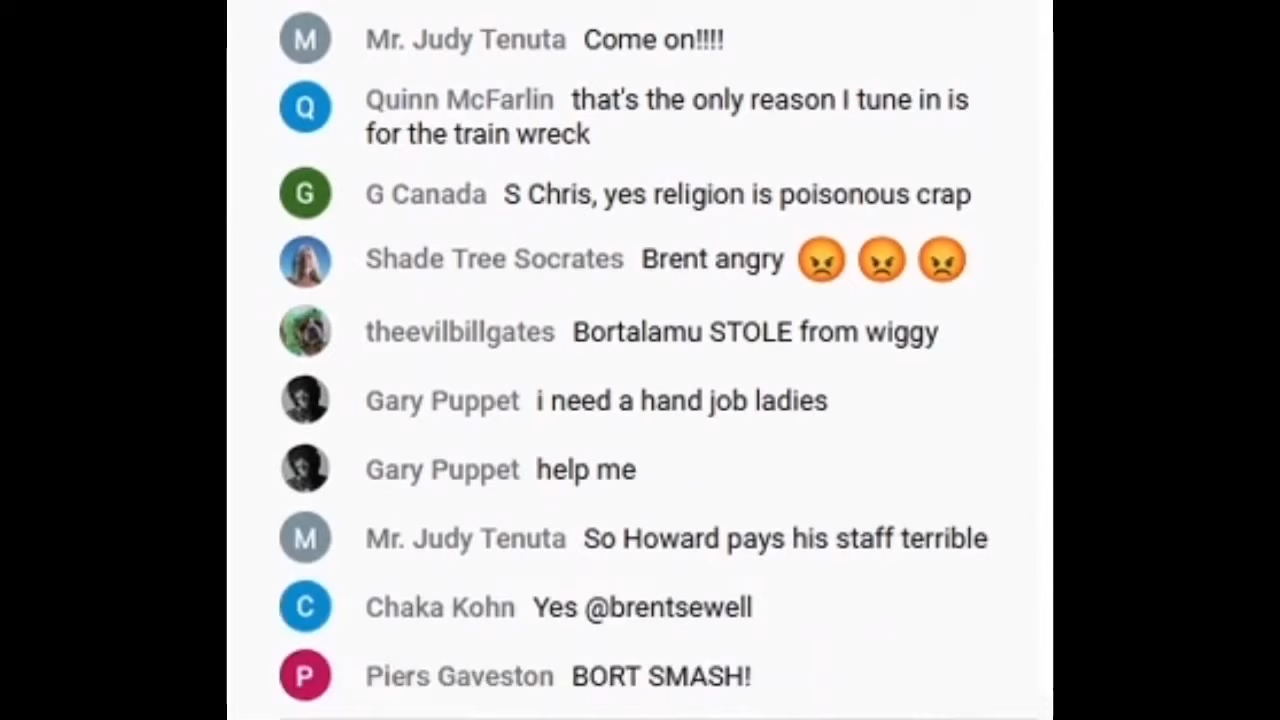 M Mr. Judy Tenuta Come on!!!!
Q Quinn McFarlin that's the only reason I tune in is
for the train wreck
G G Canada S Chris, yes religion is poisonous crap
Shade Tree Socrates Brent angry 😡 😡 😡
theevilbillgates Bortalamu STOLE from wiggy
Gary Puppet i need a hand job ladies
Gary Puppet help me
M Mr. Judy Tenuta So Howard pays his staff terrible
C Chaka Kohn Yes @brentsewell
P Piers Gaveston BORT SMASH!